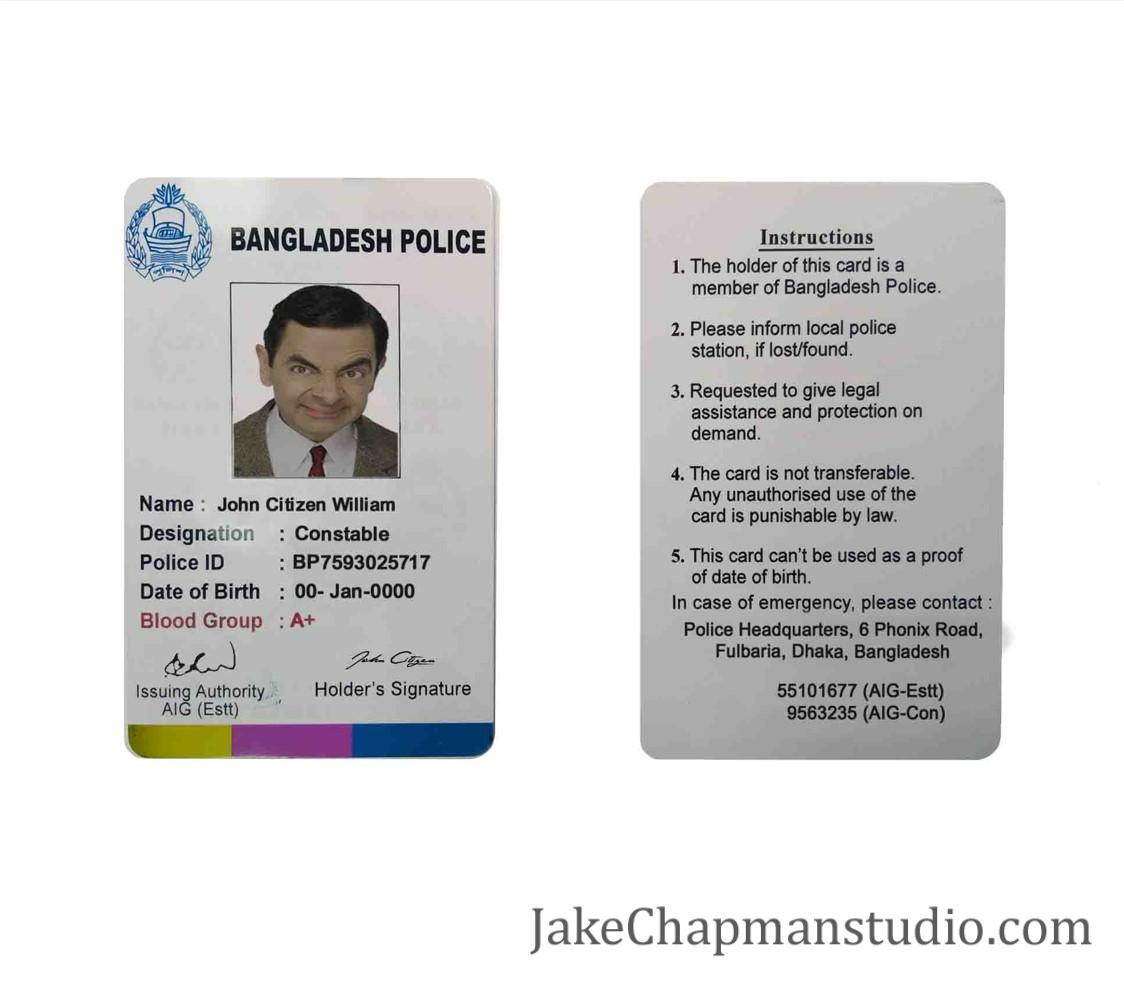 BANGLADESH POLICE
Name : John Citizen William
Designation : Constable
Police ID : BP7593025717
Date of Birth : 00- Jan-0000
Blood Group : A+
John Citzen
Issuing Authority
AIG (Estt)
Holder's Signature
Instructions
1. The holder of this card is a
member of Bangladesh Police.
2. Please inform local police
station, if lost/found.
3. Requested to give legal
assistance and protection on
demand.
4. The card is not transferable.
Any unauthorised use of the
card is punishable by law.
5. This card can't be used as a proof
of date of birth.
In case of emergency, please contact :
Police Headquarters, 6 Phonix Road,
Fulbaria, Dhaka, Bangladesh
55101677 (AIG-Estt)
9563235 (AIG-Con)
JakeChapmanstudio.com